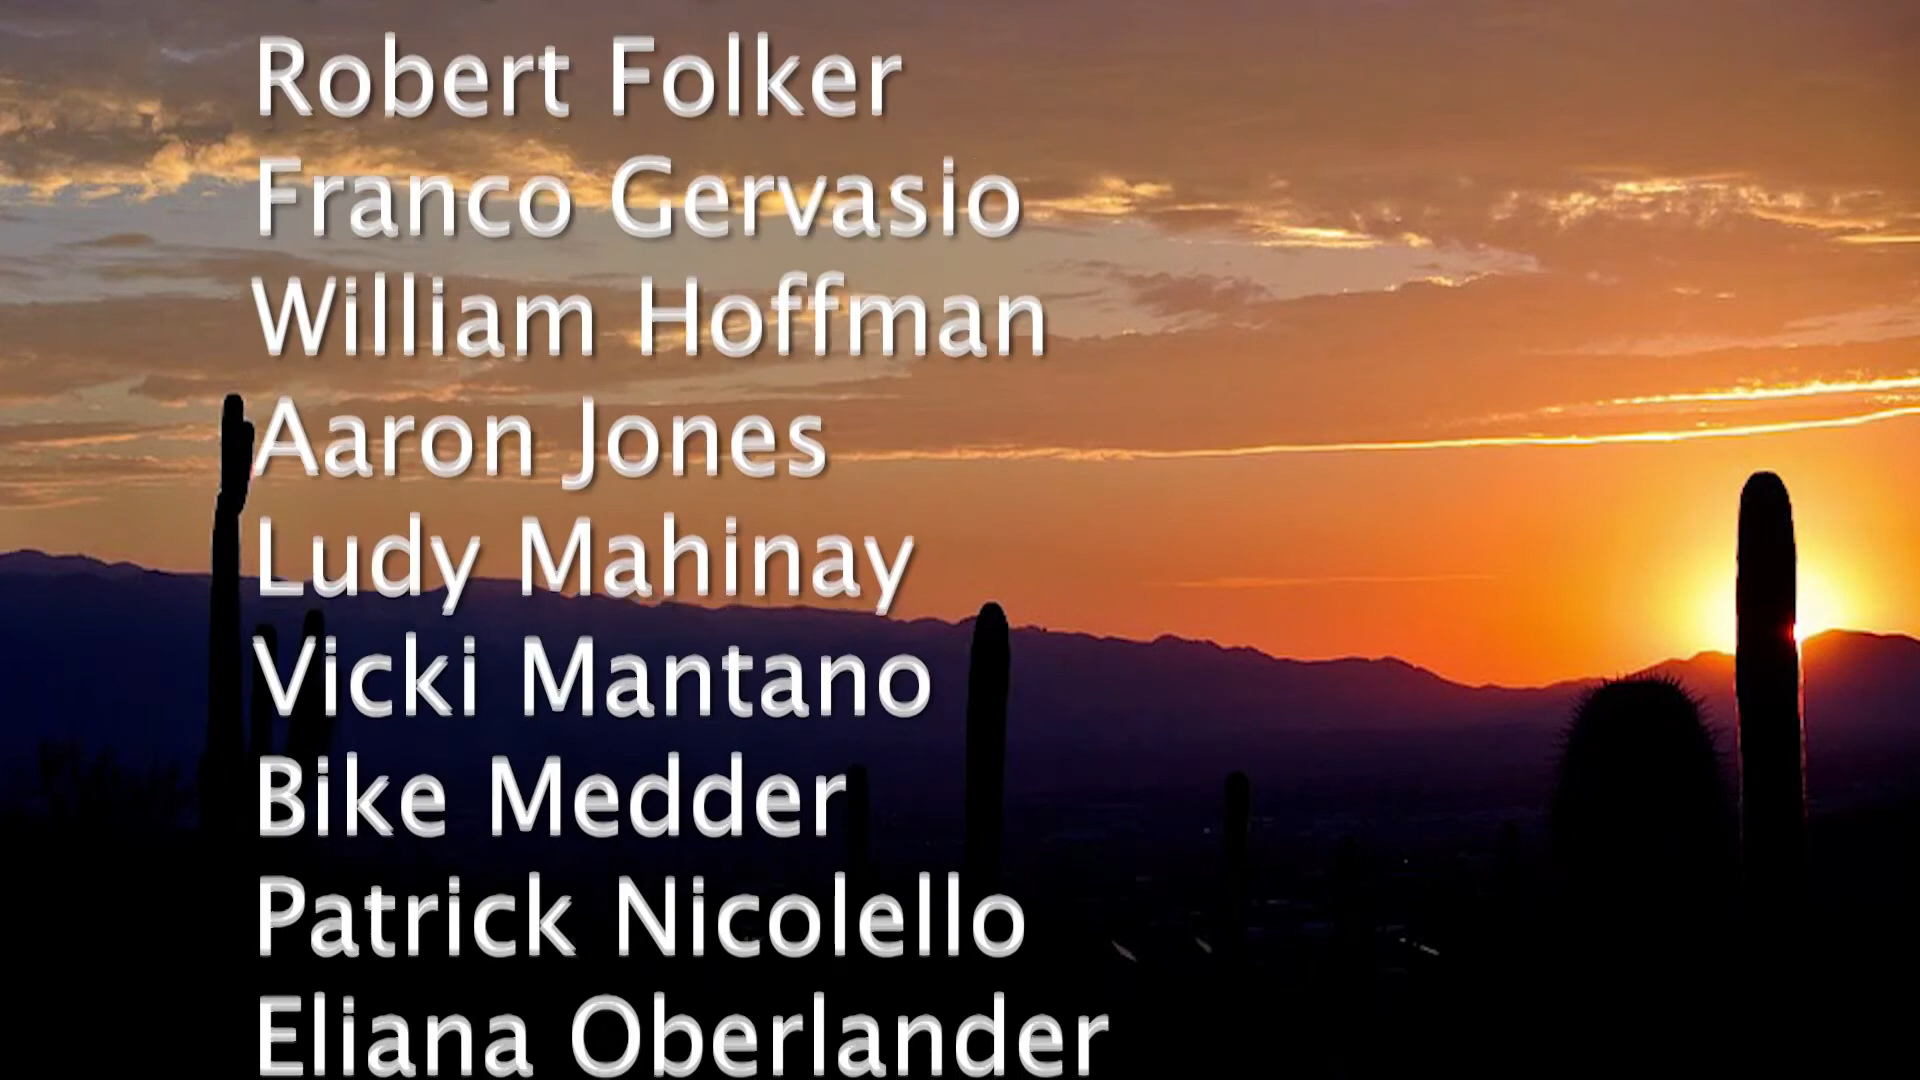 Robert Folker
Franco Gervasio
William Hoffman
Aaron Jones
Ludy Mahinay
Vicki Mantano
Bike Medder
Patrick Nicolello
Eliana Oberlander